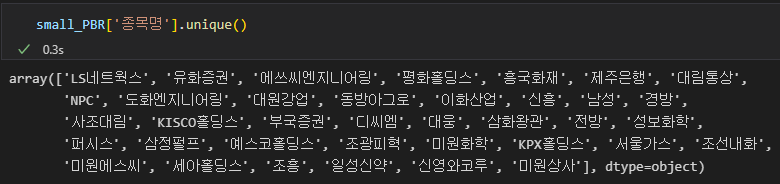 small_PBR['종목명'].unique()
✓ 0.3s
array(['LS네트웍스', '유화증권', '에쓰씨엔지니어링', '평화홀딩스', '흥국화재', '제주은행', '대림통상',
'NPC', '도화엔지니어링', '대원강업', '동방아그로', '이화산업', '신흥', '남성', '경방',
'사조대림', 'KISCO홀딩스', '부국증권', '디씨엠', '대웅', '삼화왕관', '전방', '성보화학',
'퍼시스', '삼정펄프', '예스코홀딩스', '조광피혁', '미원화학', 'KPX홀딩스', '서울가스', '조선내화',
'미원에스씨', '세아홀딩스', '조흥', '일성신약', '신영와코루', '미원상사'], dtype=object)